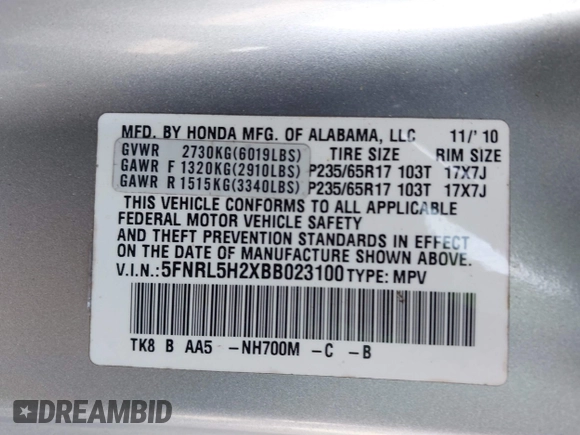 MFD. BY HONDA MFG. OF ALABAMA, LLC 11/'10
GVWR 2730KG(6019LBS) TIRE SIZE RIM SIZE
GAWR F 1320KG(2910LBS) P235/65R17 103T 17X7J
GAWR R 1515KG(3340LBS) P235/65R17 103T 17X7J
THIS VEHICLE CONFORMS TO ALL APPLICABLE
FEDERAL MOTOR VEHICLE SAFETY
AND THEFT PREVENTION STANDARDS IN EFFECT
ON THE DATE OF MANUFACTURE SHOWN ABOVE.
V.I.N.:5FNRL5H2XBB023100 TYPE: MPV
TK8 B AA5 -NH700M -C -B
DREAMBID